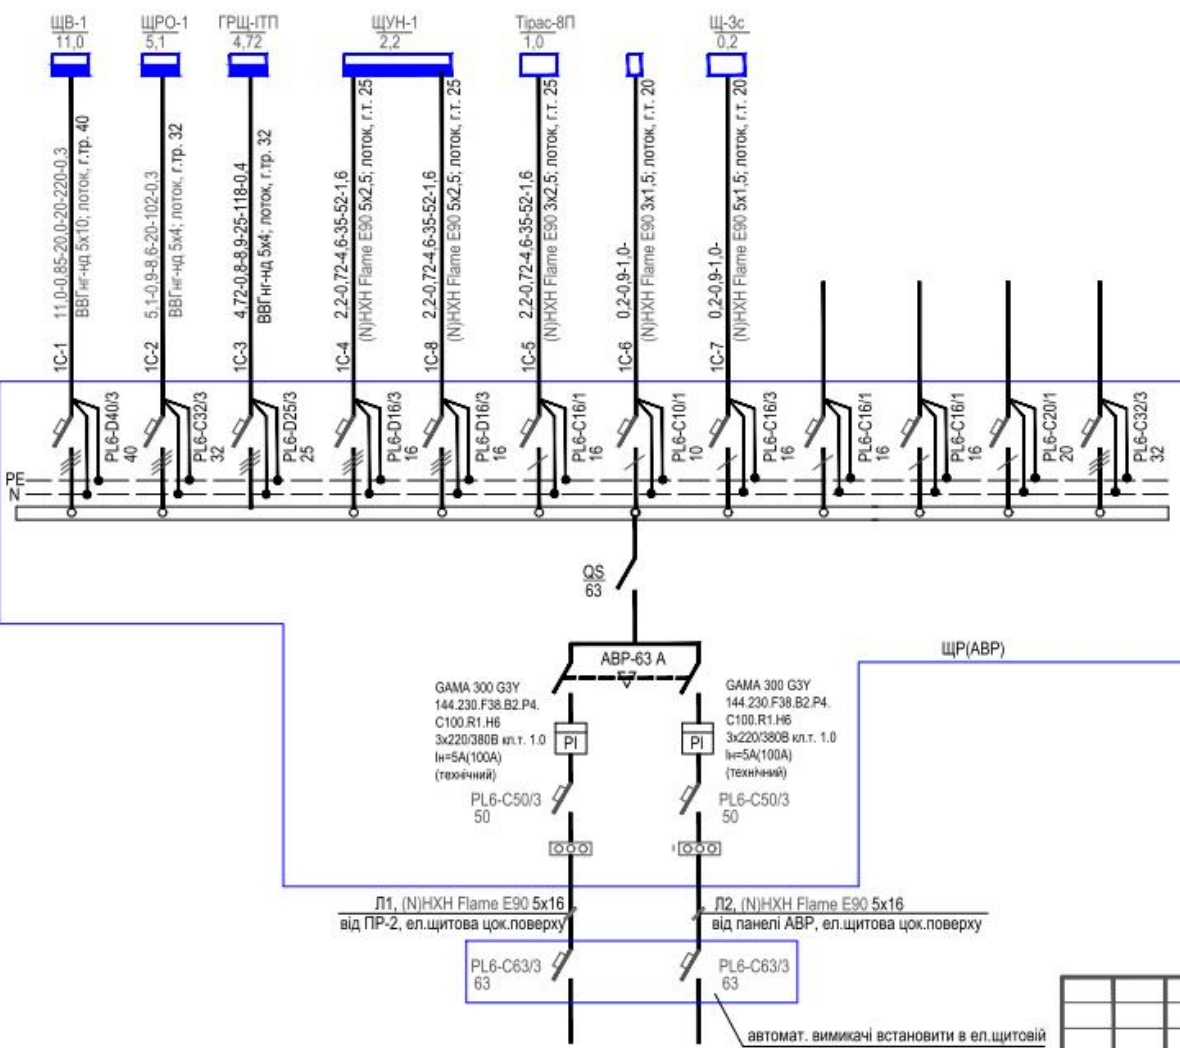 ЩВ-1
11,0
ЩРО-1
5,1
ГРЩ-ІТП
4,72
ЩУН-1
2,2
Тірас-8П
1,0
Щ-3с
0,2
1С-1
11.0-0,85-20,0-20-220-0,3
ВВГнг-нд 5х10; лоток, г.тр. 40
1С-2
5,1-0,9-8,6-20-102-0,3
ВВГнг-нд 5х4; лоток, г.тр. 32
1С-3
4,72-0,8-8,9-25-118-0,4
ВВГнг-нд 5х4; лоток, г.тр. 32
1С-4
2,2-0,72-4,6-35-52-1,6
(N)HXH Flame E90 5х2,5; лоток, г.т. 25
1С-8
2,2-0,72-4,6-35-52-1,6
(N)HXH Flame E90 5х2,5; лоток, г.т. 25
1С-5
2,2-0,72-4,6-35-52-1,6
(N)HXH Flame E90 3х2,5; лоток, г.т. 25
1С-6
0,2-0,9-1,0-
(N)HXH Flame E90 3х1,5; лоток, г.т. 20
1С-7
0,2-0,9-1,0-
(N)HXH Flame E90 5х1,5; лоток, г.т. 20
PL6-D40/3
40
PL6-C32/3
32
PL6-D25/3
25
PL6-D16/3
16
PL6-D16/3
16
PL6-C16/1
16
PL6-C10/1
10
PL6-C16/3
16
PL6-C16/1
16
PL6-C16/1
16
PL6-C20/1
20
PL6-C32/3
32
PE
N
QS
63
АВР-63 А
ЩР(АВР)
GAMA 300 G3Y
144.230.F38.B2.P4.
C100.R1.H6
3х220/380В кл.т. 1.0
Ін=5А(100А)
(технічний)
PI
PI
GAMA 300 G3Y
144.230.F38.B2.P4.
C100.R1.H6
3х220/380В кл.т. 1.0
Ін=5А(100А)
(технічний)
PL6-C50/3
50
PL6-C50/3
50
Л1, (N)HXH Flame E90 5х16
від ПР-2, ел.щитова цок.поверху
Л2, (N)HXH Flame E90 5х16
від панелі АВР, ел.щитова цок.поверху
PL6-C63/3
63
PL6-C63/3
63
автомат. вимикачі встановити в ел.щитовій